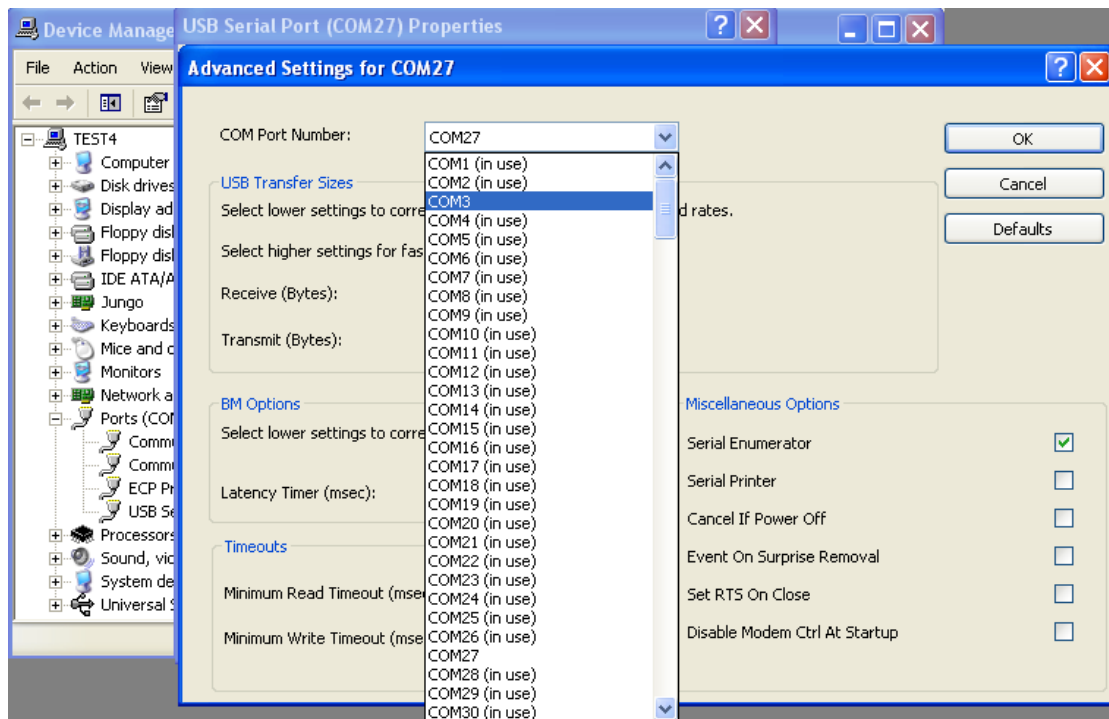 Device Manage
USB Serial Port (COM27) Properties
File Action View
Advanced Settings for COM27
TEST4
Computer
Disk drives
Display ad
Floppy disk
Floppy disk
IDE ATA/A
Jungo
Keyboards
Mice and o
Monitors
Network a
Ports (COM
Commu
Commu
ECP Pr
USB Se
Processors
Sound, vid
System de
Universal S
COM Port Number:
COM27
COM1 (in use)
COM2 (in use)
COM3
COM4 (in use)
COM5 (in use)
COM6 (in use)
COM7 (in use)
COM8 (in use)
COM9 (in use)
COM10 (in use)
COM11 (in use)
COM12 (in use)
COM13 (in use)
COM14 (in use)
COM15 (in use)
COM16 (in use)
COM17 (in use)
COM18 (in use)
COM19 (in use)
COM20 (in use)
COM21 (in use)
COM22 (in use)
COM23 (in use)
COM24 (in use)
COM25 (in use)
COM26 (in use)
COM27
COM28 (in use)
COM29 (in use)
COM30 (in use)
USB Transfer Sizes
Select lower settings to corre
d rates.
Select higher settings for fas
Receive (Bytes):
Transmit (Bytes):
BM Options
Select lower settings to corre
Latency Timer (msec):
Timeouts
Minimum Read Timeout (mse
Minimum Write Timeout (mse
Miscellaneous Options
Serial Enumerator
Serial Printer
Cancel If Power Off
Event On Surprise Removal
Set RTS On Close
Disable Modem Ctrl At Startup
OK
Cancel
Defaults